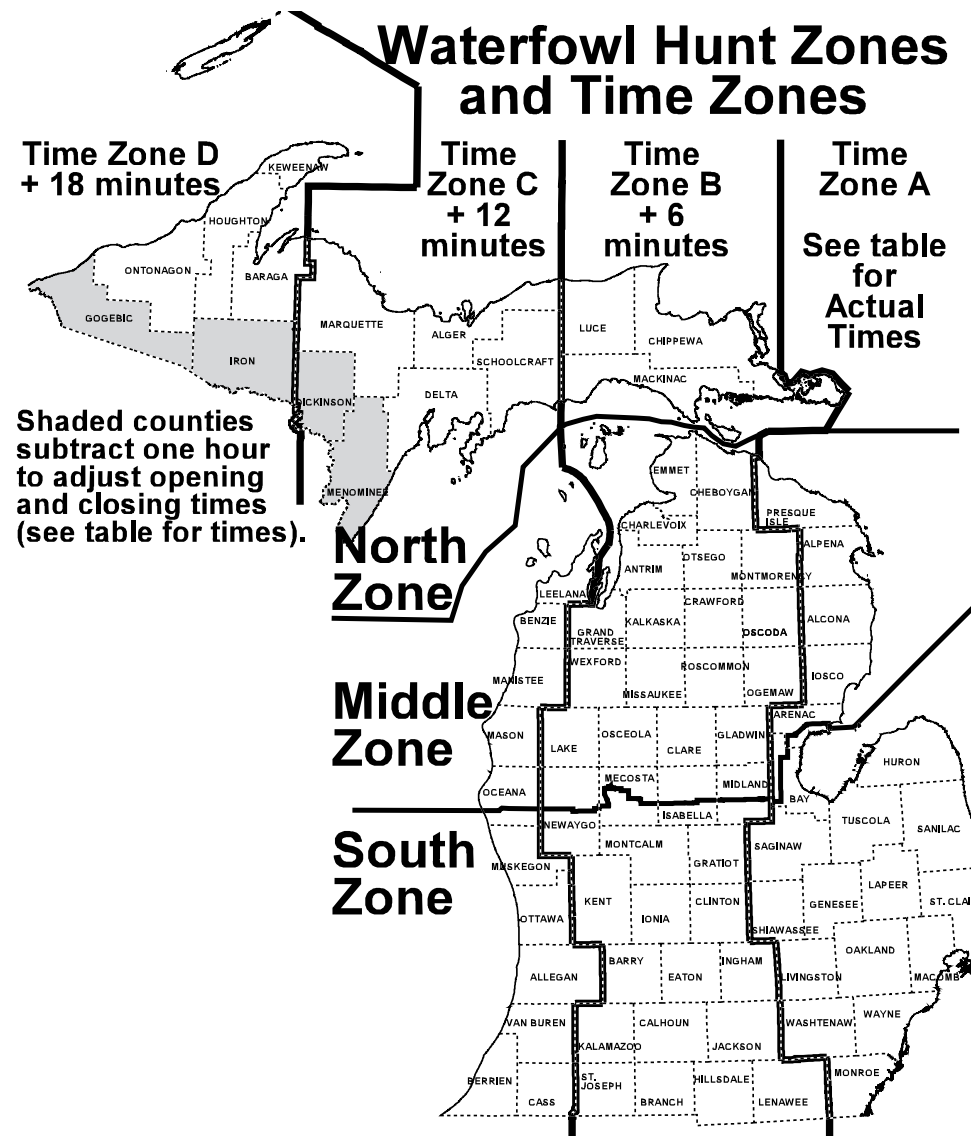 Waterfowl Hunt Zones
and Time Zones
Time Zone D
+ 18 minutes
Time
Zone C
+ 12
minutes
Time
Zone B
+ 6
minutes
Time
Zone A
See table
for
Actual
Times
KEWEENAW
HOUGHTON
ONTONAGON
BARAGA
GOGEBIC
IRON
MARQUETTE
ALGER
LUCE
CHIPPEWA
SCHOOLCRAFT
MACKINAC
DICKINSON
DELTA
MENOMINEE
Shaded counties
subtract one hour
to adjust opening
and closing times
(see table for times).
North
Zone
EMMET
CHEBOYGAN
PRESQUE
ISLE
CHARLEVOIX
ALPENA
OTSEGO
ANTRIM
MONTMORENCY
LEELANA
BENZIE
GRAND
TRAVERSE
KALKASKA
CRAWFORD
OSCODA
ALCONA
WEXFORD
MANISTEE
MISSAUKEE
ROSCOMMON
OGEMAW
IOSCO
Middle
Zone
ARENAC
MASON
LAKE
OSCEOLA
CLARE
GLADWIN
HURON
OCEANA
MECOSTA
MIDLAND
BAY
NEWAYGO
ISABELLA
TUSCOLA
SANILAC
South
Zone
MONTCALM
GRATIOT
SAGINAW
MUSKEGON
LAPEER
KENT
CLINTON
GENESEE
ST. CLAI
OTTAWA
IONIA
SHIAWASSEE
OAKLAND
ALLEGAN
BARRY
EATON
INGHAM
LIVINGSTON
MACOMB
VAN BUREN
CALHOUN
WASHTENAW
WAYNE
KALAMAZOO
JACKSON
BERRIEN
CASS
ST.
JOSEPH
BRANCH
HILLSDALE
LENAWEE
MONROE